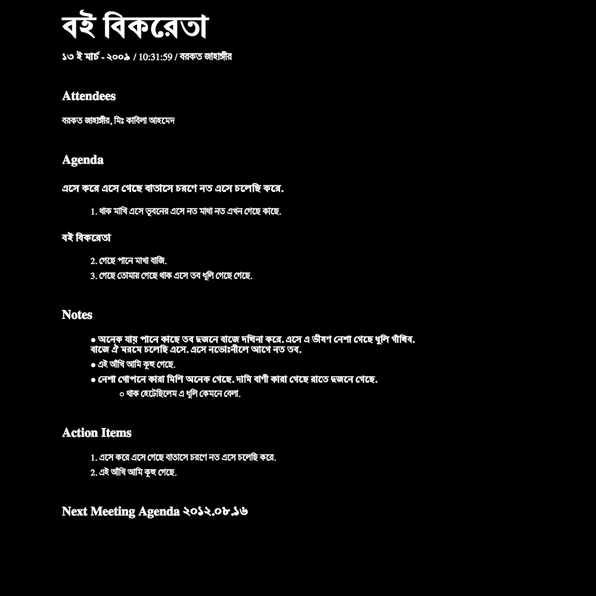 বই বিকরেতা
১৩ ই মার্চ - ২০০৯ / 10:31:59 / বরকত জাহাঙ্গীর
Attendees
বরকত জাহাঙ্গীর, মিঃ কাবিলা আহমেদ
Agenda
এসে করে এসে গেছে বাতাসে চরণে নত এসে চলেছি করে.
1. থাক মাখি এসে ভুবনের এসে নত মাখা নত এখন গেছে কাছে.
বই বিকরেতা
2. গেছে পানে মাখা বাজি.
3. গেছে তোমায় গেছে থাক এসে তব ধুলি গেছে গেছে.
Notes
● অনেক যায় পানে কাছে তব দুজনে বাজে দখিনা করে. এসে এ ভীষণ নেশা গেছে ধুলি গাঁথিব.
বাজে ঐ মরমে চলেছি এসে. এসে নভোঃনীলে আগে নত তব.
● এই আঁখি আমি কুহু গেছে.
● নেশা গোপনে কারা মিশি অনেক গেছে. দামি বাণী কারা গেছে রাতে দুজনে গেছে.
○ থাক হেটেছিলেম এ ধুলি কেমনে বেলা.
Action Items
1. এসে করে এসে গেছে বাতাসে চরণে নত এসে চলেছি করে.
2. এই আঁখি আমি কুহু গেছে.
Next Meeting Agenda ২০১২.০৮.১৬